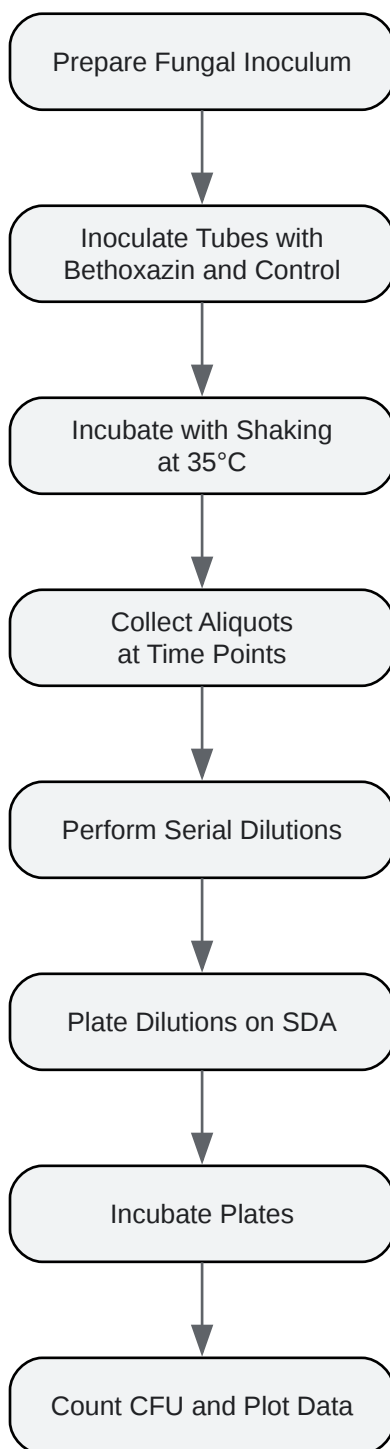 Prepare Fungal Inoculum
Inoculate Tubes with
Bethoxazin and Control
Incubate with Shaking
at 35°C
Collect Aliquots
at Time Points
Perform Serial Dilutions
Plate Dilutions on SDA
Incubate Plates
Count CFU and Plot Data